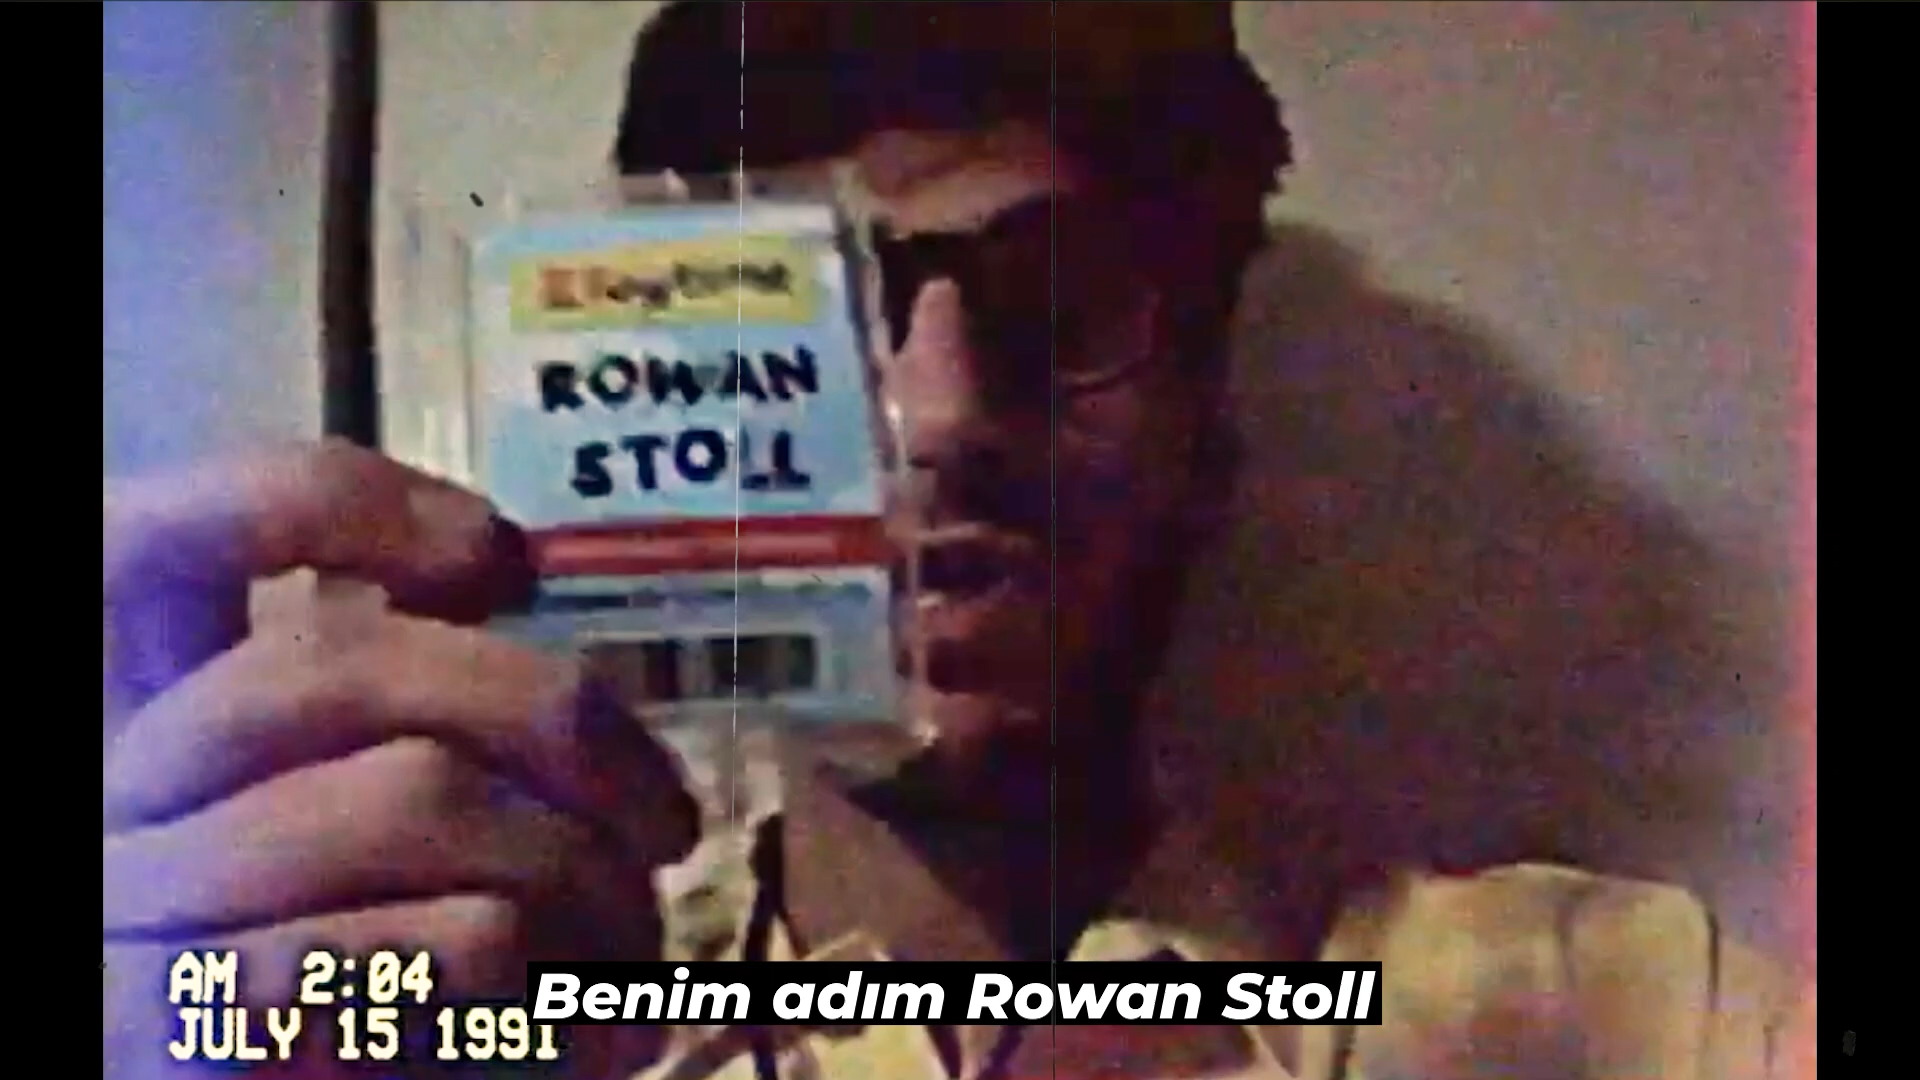 ROWAN
STOLL
AM 2:04
JULY 15 1991
Benim adım Rowan Stoll